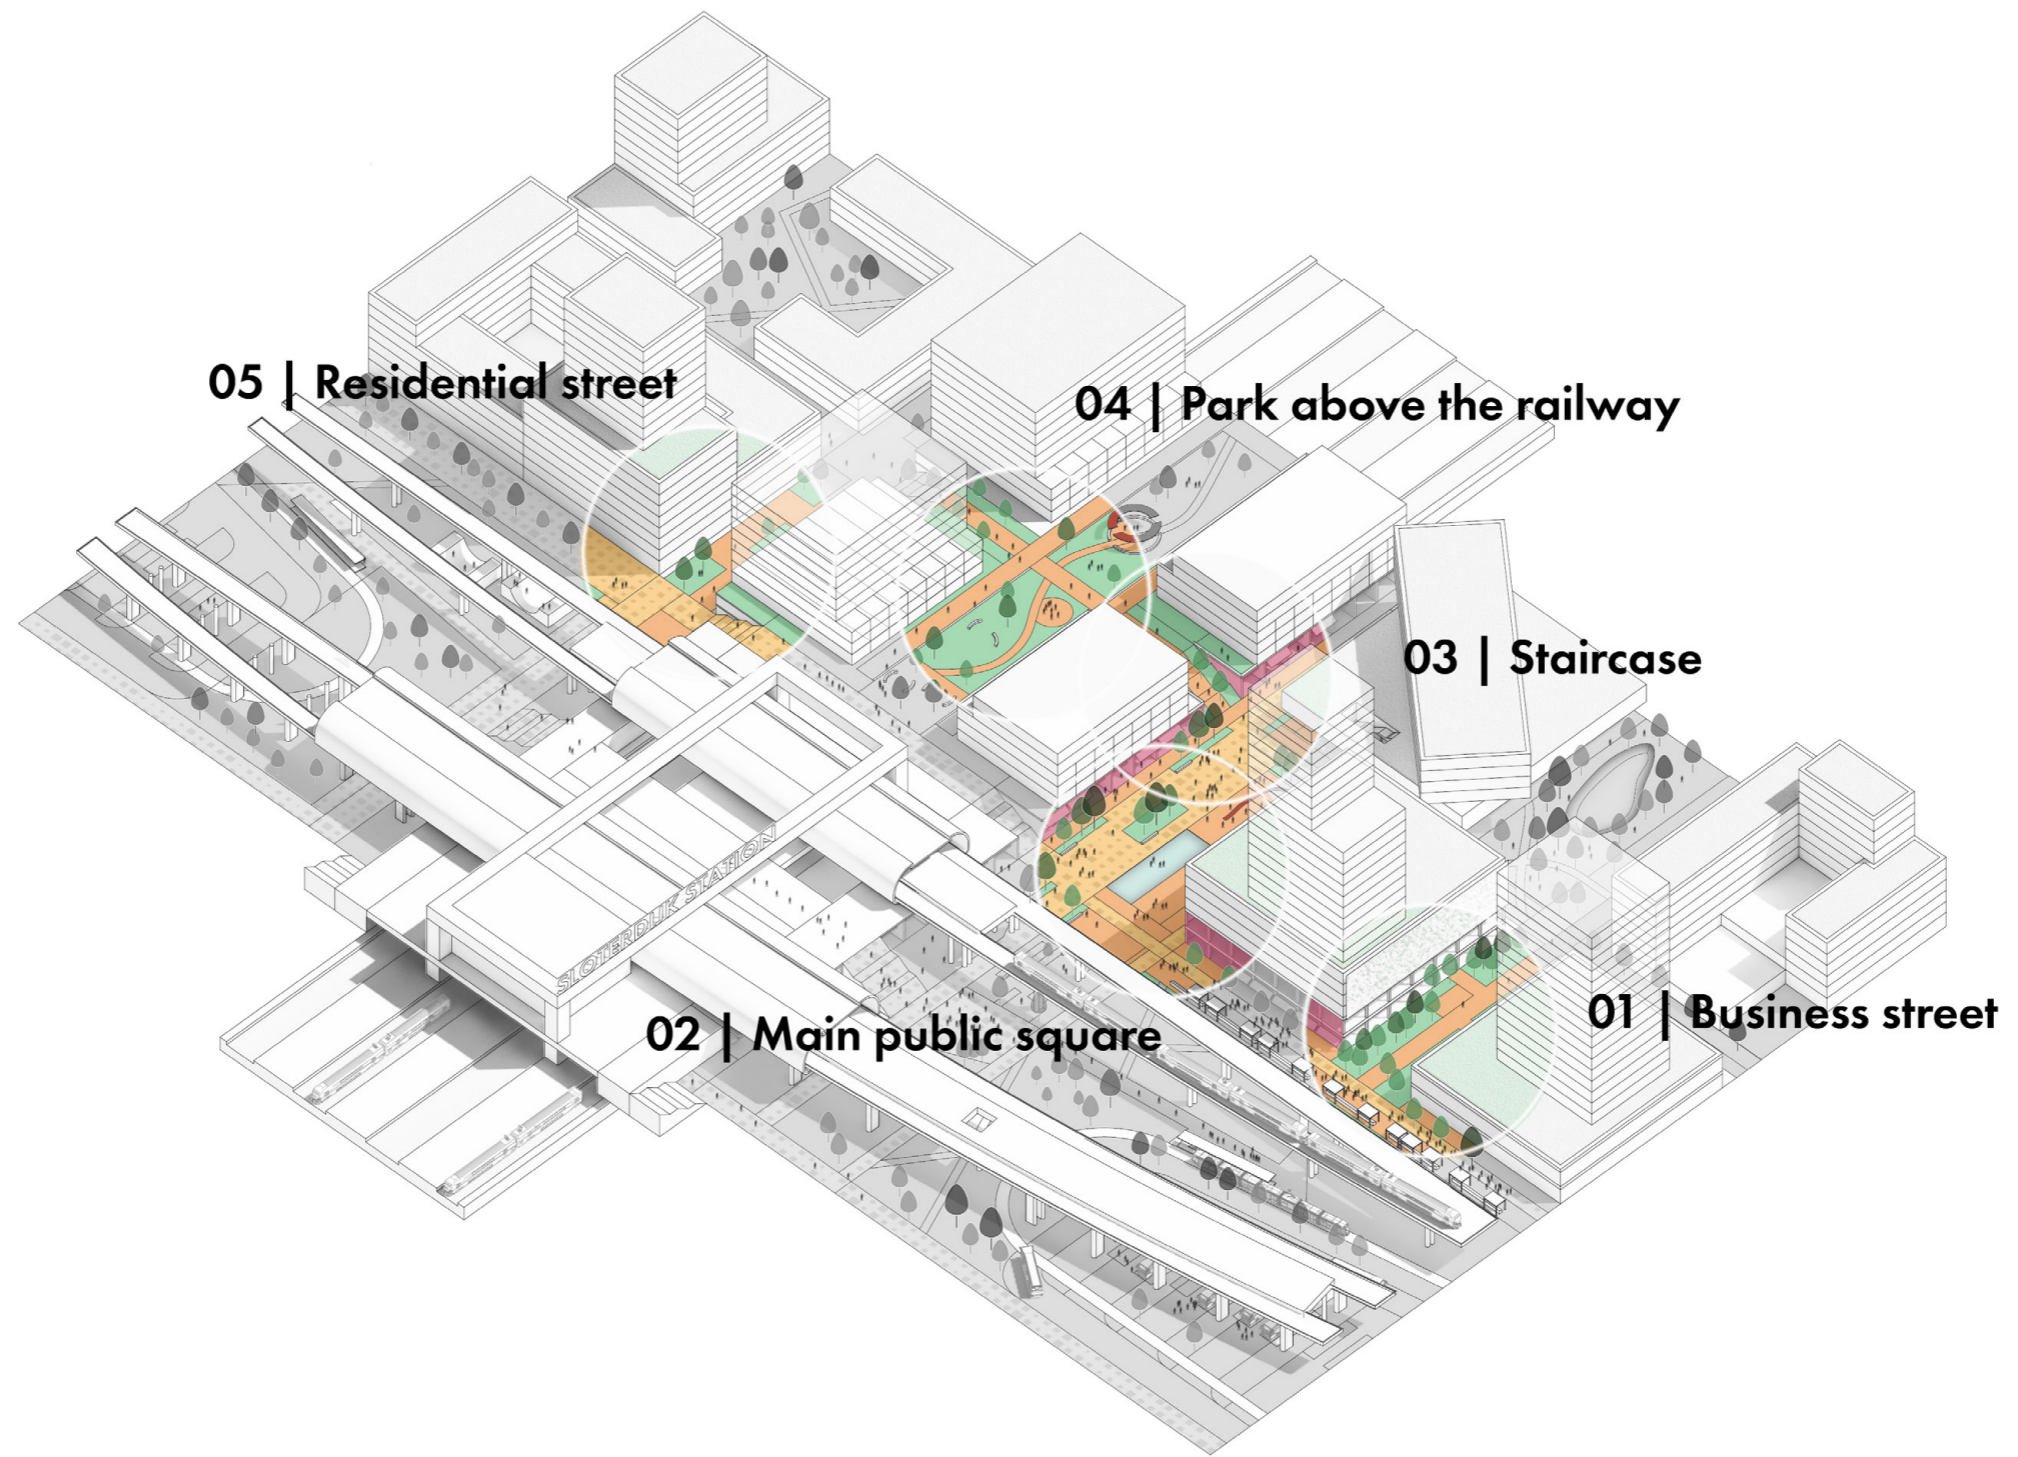 05 | Residential street
04 | Park above the railway
03 | Staircase
SLOTERDIJK STATION
01 | Business street
02 | Main public square